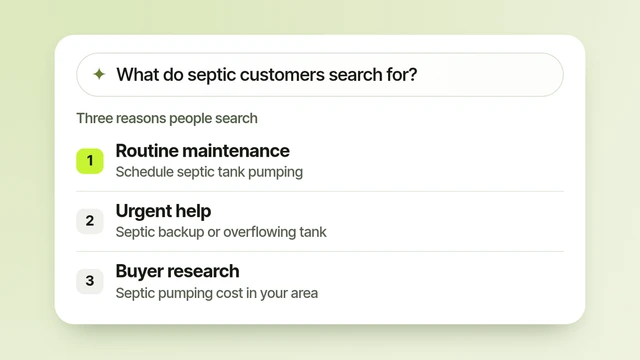 What do septic customers search for?
Three reasons people search
1
Routine maintenance
Schedule septic tank pumping
2
Urgent help
Septic backup or overflowing tank
3
Buyer research
Septic pumping cost in your area